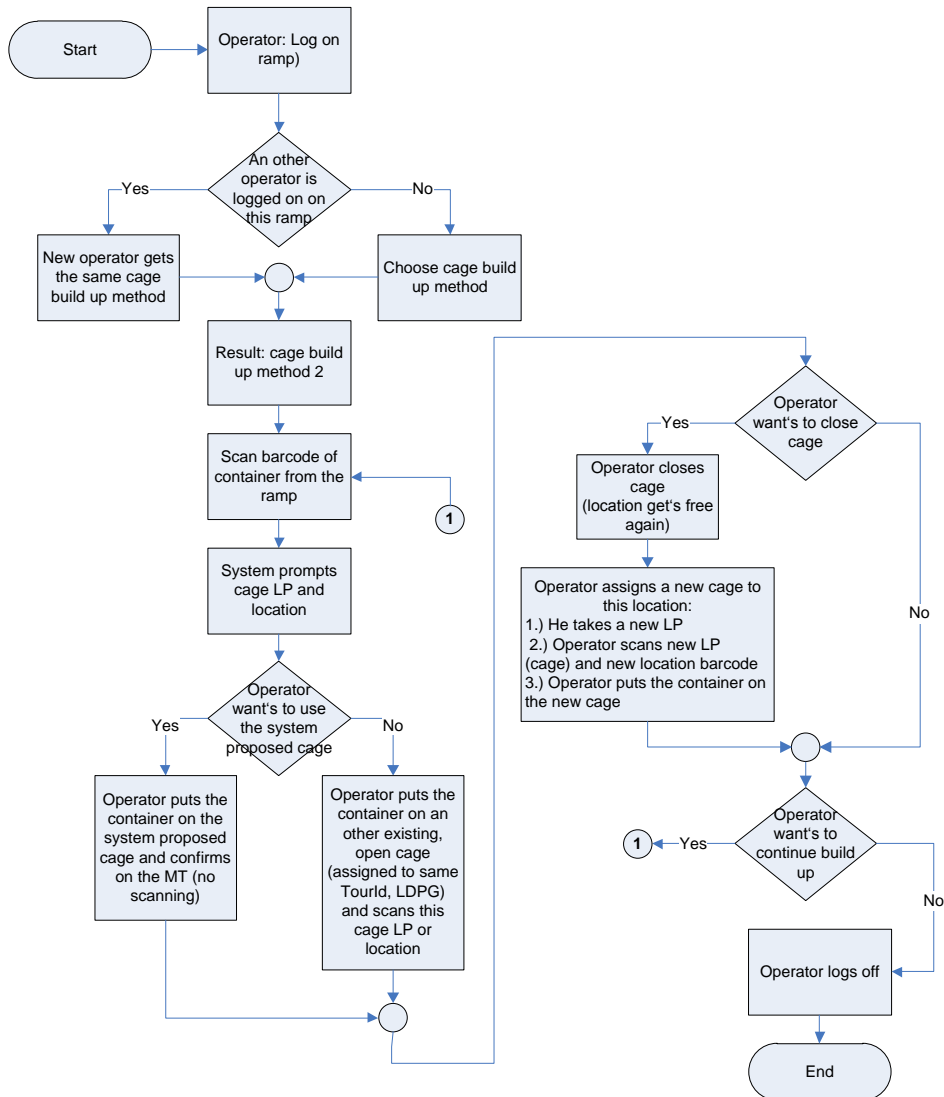 Start
Operator: Log on
ramp)
An other
operator is
logged on on
this ramp
Yes
No
New operator gets
the same cage
build up method
Choose cage build
up method
Result: cage build
up method 2
Scan barcode of
container from the
ramp
1
System prompts
cage LP and
location
Operator
want's to use
the system
proposed cage
Yes
No
Operator puts the
container on the
system proposed
cage and confirms
on the MT (no
scanning)
Operator puts the
container on an
other existing,
open cage
(assigned to same
TourId, LDPG)
and scans this
cage LP or
location
Operator
want's to close
cage
Yes
No
Operator closes
cage
(location get's free
again)
Operator assigns a new cage to
this location:
1.) He takes a new LP
2.) Operator scans new LP
(cage) and new location barcode
3.) Operator puts the container on
the new cage
Operator
want's to
continue build
up
1
Yes
No
Operator logs off
End